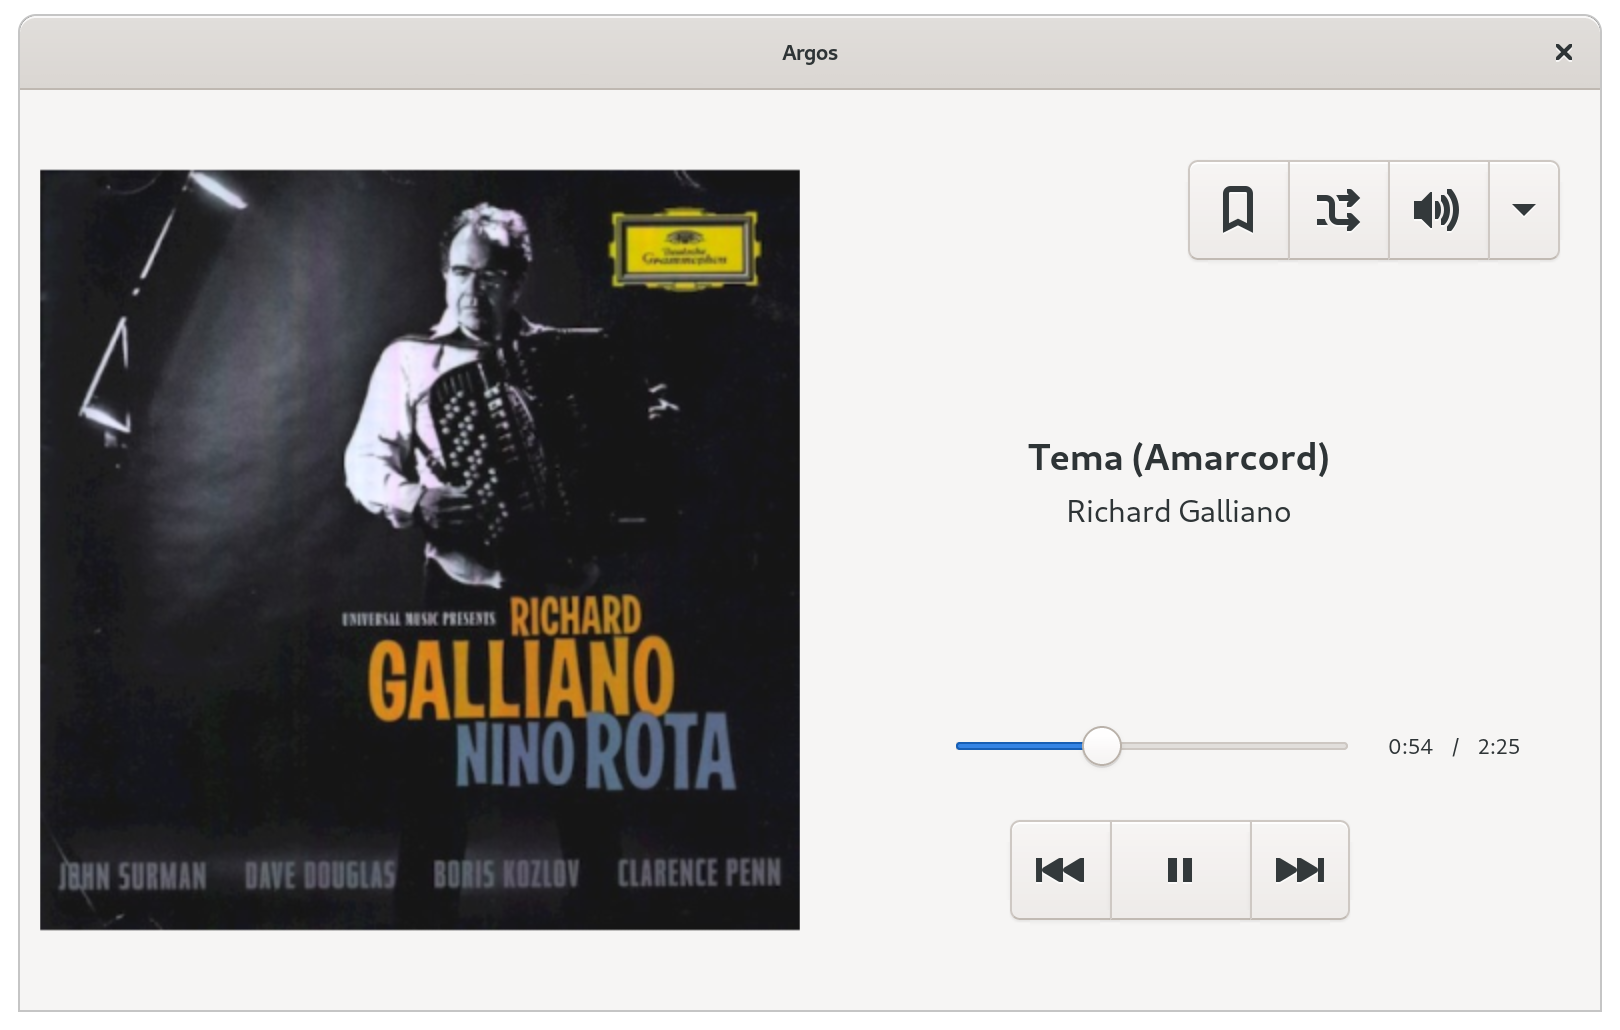 Argos
Deutsche
Grammophon
Tema (Amarcord)
Richard Galliano
UNIVERSAL MUSIC PRESENTS RICHARD
GALLIANO
NINO ROTA
0:54 / 2:25
JOHN SURMAN DAVE DOUGLAS BORIS KOZLOV CLARENCE PENN